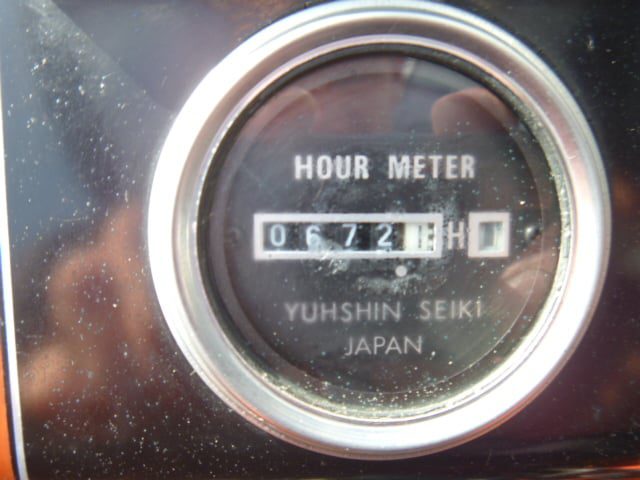 HOUR METER
0672 H
YUHSHIN SEIKI
JAPAN